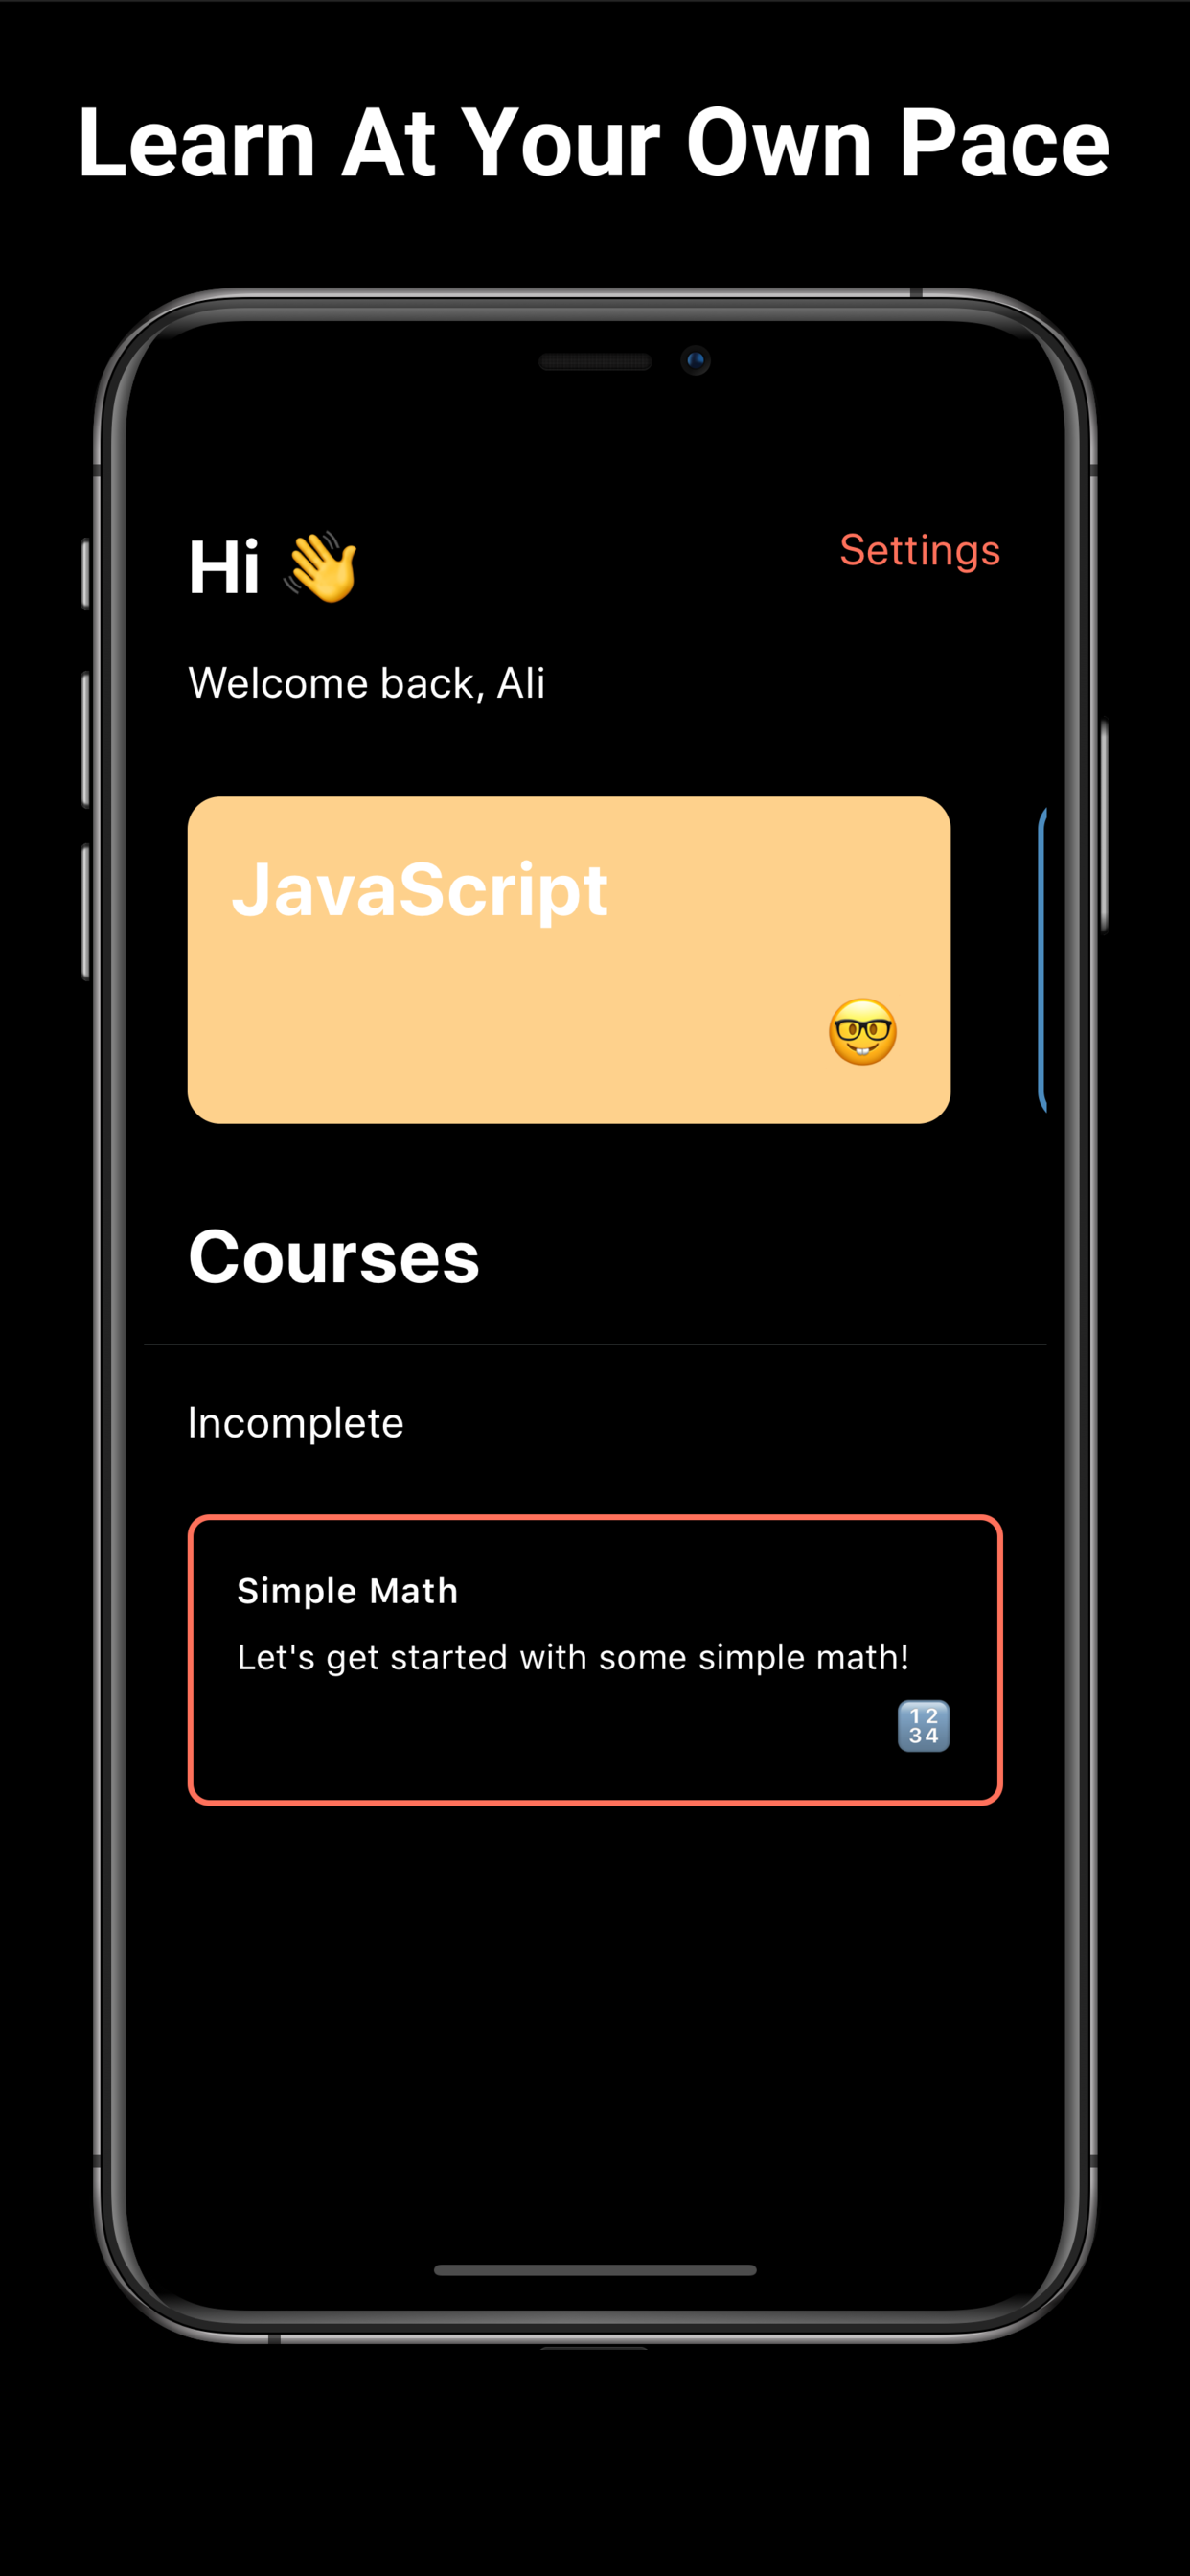 Learn At Your Own Pace
Hi 👋
Settings
Welcome back, Ali
JavaScript
🤓
Courses
Incomplete
Simple Math
Let's get started with some simple math!
🔢